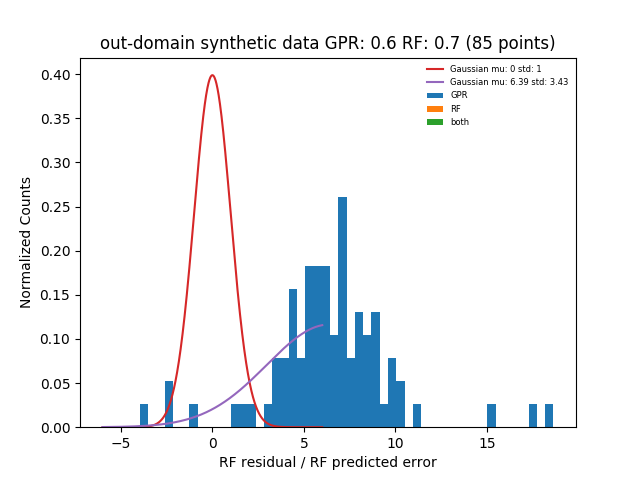 out-domain synthetic data GPR: 0.6 RF: 0.7 (85 points)
Gaussian mu: 0 std: 1
Gaussian mu: 6.39 std: 3.43
GPR
RF
both
Normalized Counts
0.40
0.35
0.30
0.25
0.20
0.15
0.10
0.05
0.00
−5 0 5 10 15
RF residual / RF predicted error